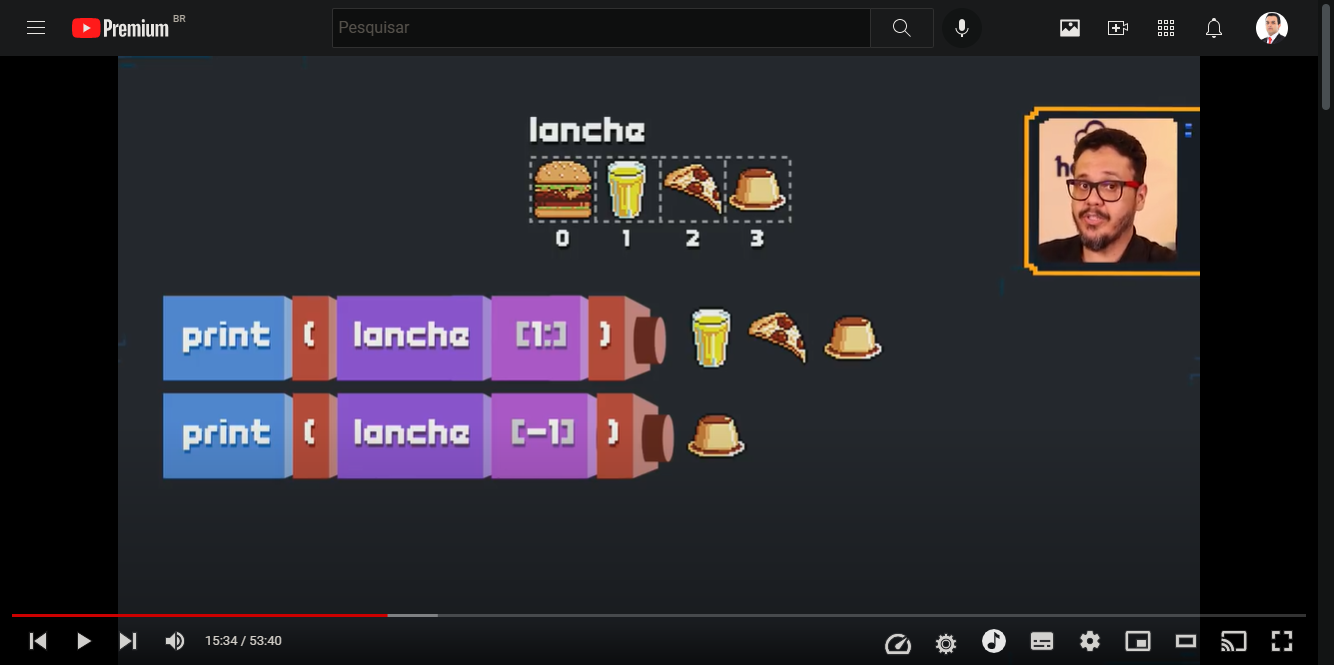 Premium BR
Pesquisar
lanche
0 1 2 3
print ( lanche [1:] )
print ( lanche [-1] )
15:34 / 53:40